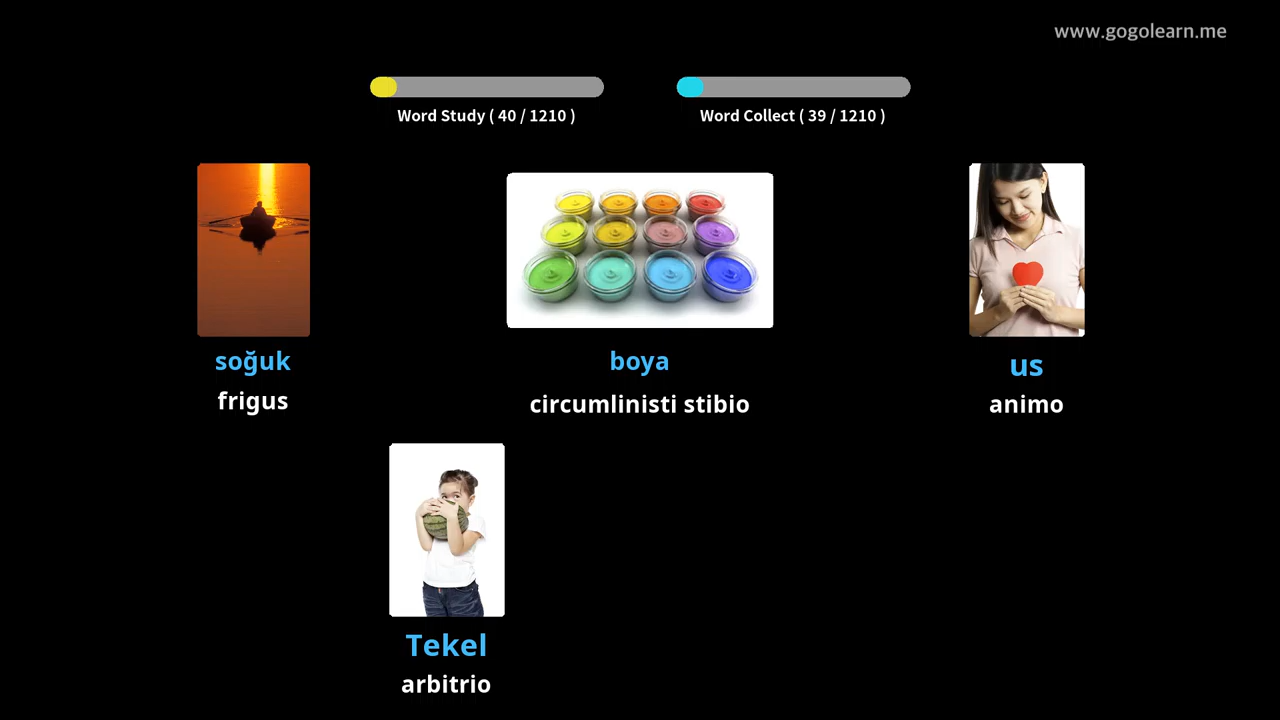 www.gogolearn.me
Word Study ( 40 / 1210 )
Word Collect ( 39 / 1210 )
soğuk
frigus
boya
circumlinisti stibio
us
animo
Tekel
arbitrio